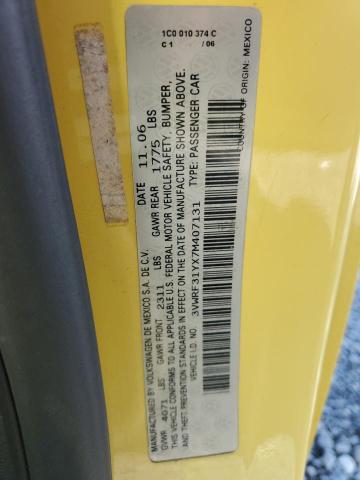 1C0 010 374 C
C 1 / 06
MANUFACTURED BY VOLKSWAGEN DE MEXICO S.A. DE C.V. DATE 11.06
GVWR 4071 LBS GAWR FRONT 2311 LBS GAWR REAR 1775 LBS
THIS VEHICLE CONFORMS TO ALL APPLICABLE U.S. FEDERAL MOTOR VEHICLE SAFETY, BUMPER,
AND THEFT PREVENTION STANDARDS IN EFFECT ON THE DATE OF MANUFACTURE SHOWN ABOVE.
VEHICLE I.D. NO. 3VWRF31YX7M407131 TYPE: PASSENGER CAR
COUNTRY OF ORIGIN: MEXICO